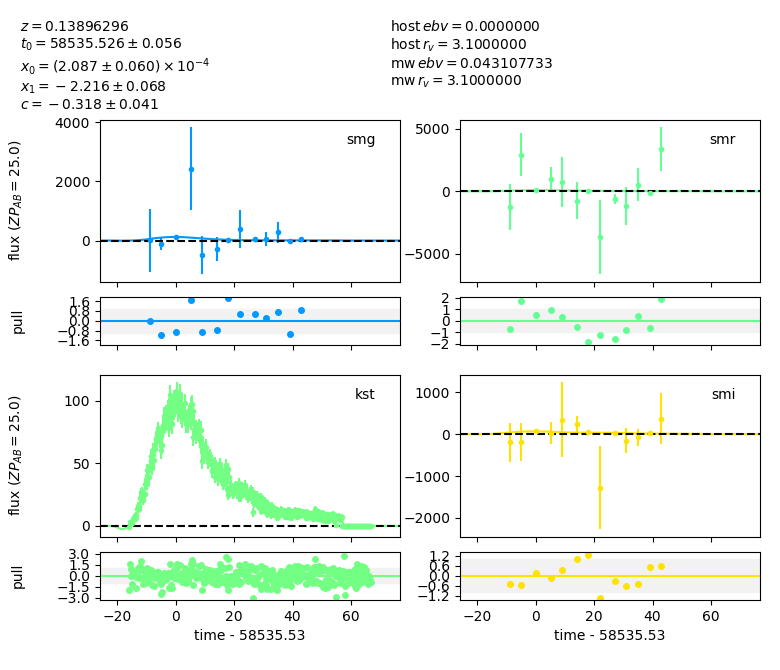 z = 0.13896296
t0 = 58535.526 ± 0.056
x0 = (2.087 ± 0.060) × 10^−4
x1 = −2.216 ± 0.068
c = −0.318 ± 0.041
host ebv = 0.0000000
host rv = 3.1000000
mw ebv = 0.043107733
mw rv = 3.1000000
smg
4000
2000
0
flux (ZP_AB = 25.0)
smr
5000
0
−5000
pull
1.6
0.8
0.0
−0.8
−1.6
2
1
0
−1
−2
kst
100
50
0
flux (ZP_AB = 25.0)
smi
1000
0
−1000
−2000
pull
3.0
1.5
0.0
−1.5
−3.0
1.2
0.6
0.0
−0.6
−1.2
−20 0 20 40 60
−20 0 20 40 60
time - 58535.53
time - 58535.53